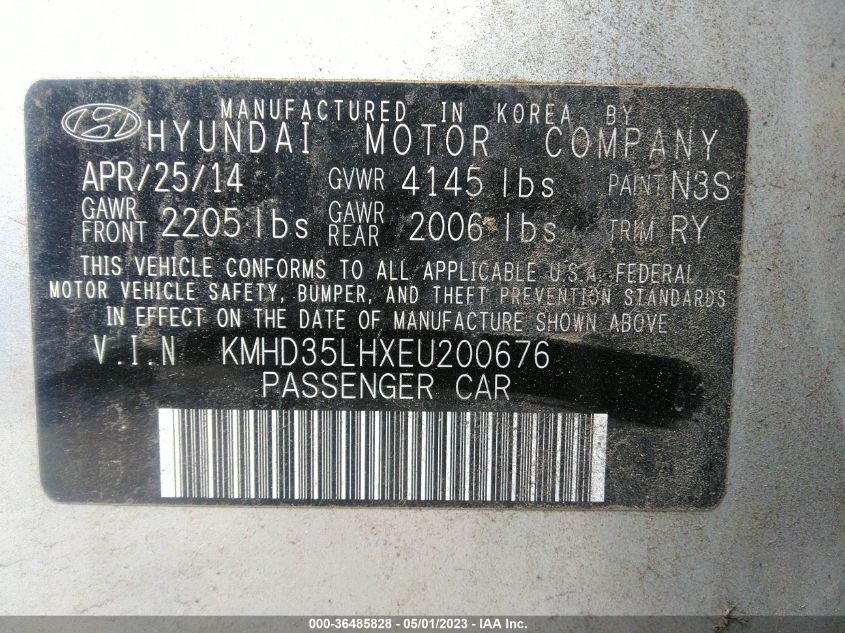 MANUFACTURED IN KOREA BY
HYUNDAI MOTOR COMPANY
APR/25/14 GVWR 4145 lbs PAINT N3S
GAWR FRONT 2205 lbs GAWR REAR 2006 lbs TRIM RY
THIS VEHICLE CONFORMS TO ALL APPLICABLE U.S.A. FEDERAL
MOTOR VEHICLE SAFETY, BUMPER, AND THEFT PREVENTION STANDARDS
IN EFFECT ON THE DATE OF MANUFACTURE SHOWN ABOVE
V.I.N KMHD35LHXEU200676
PASSENGER CAR
000-36485828 - 05/01/2023 - IAA Inc.